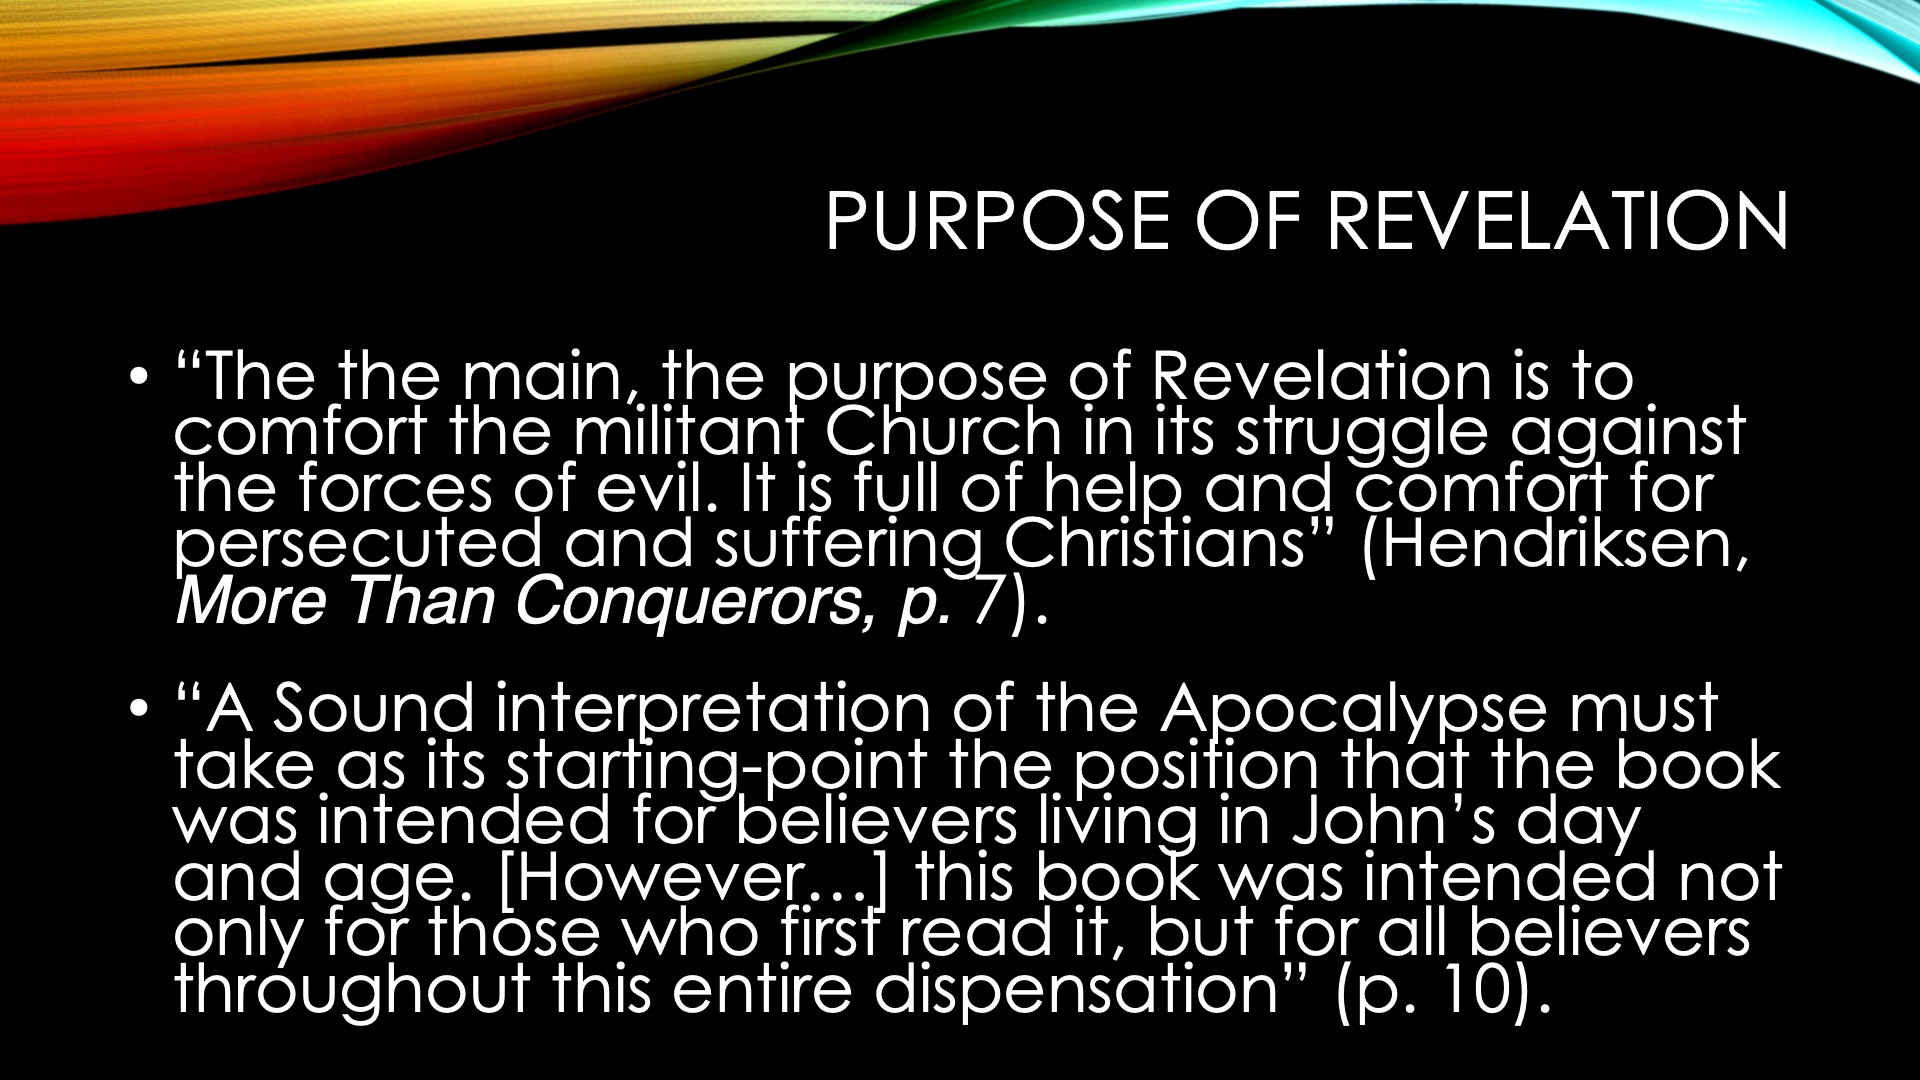 PURPOSE OF REVELATION
• “The the main, the purpose of Revelation is to
comfort the militant Church in its struggle against
the forces of evil. It is full of help and comfort for
persecuted and suffering Christians” (Hendriksen,
More Than Conquerors, p. 7).
• “A Sound interpretation of the Apocalypse must
take as its starting-point the position that the book
was intended for believers living in John’s day
and age. [However…] this book was intended not
only for those who first read it, but for all believers
throughout this entire dispensation” (p. 10).